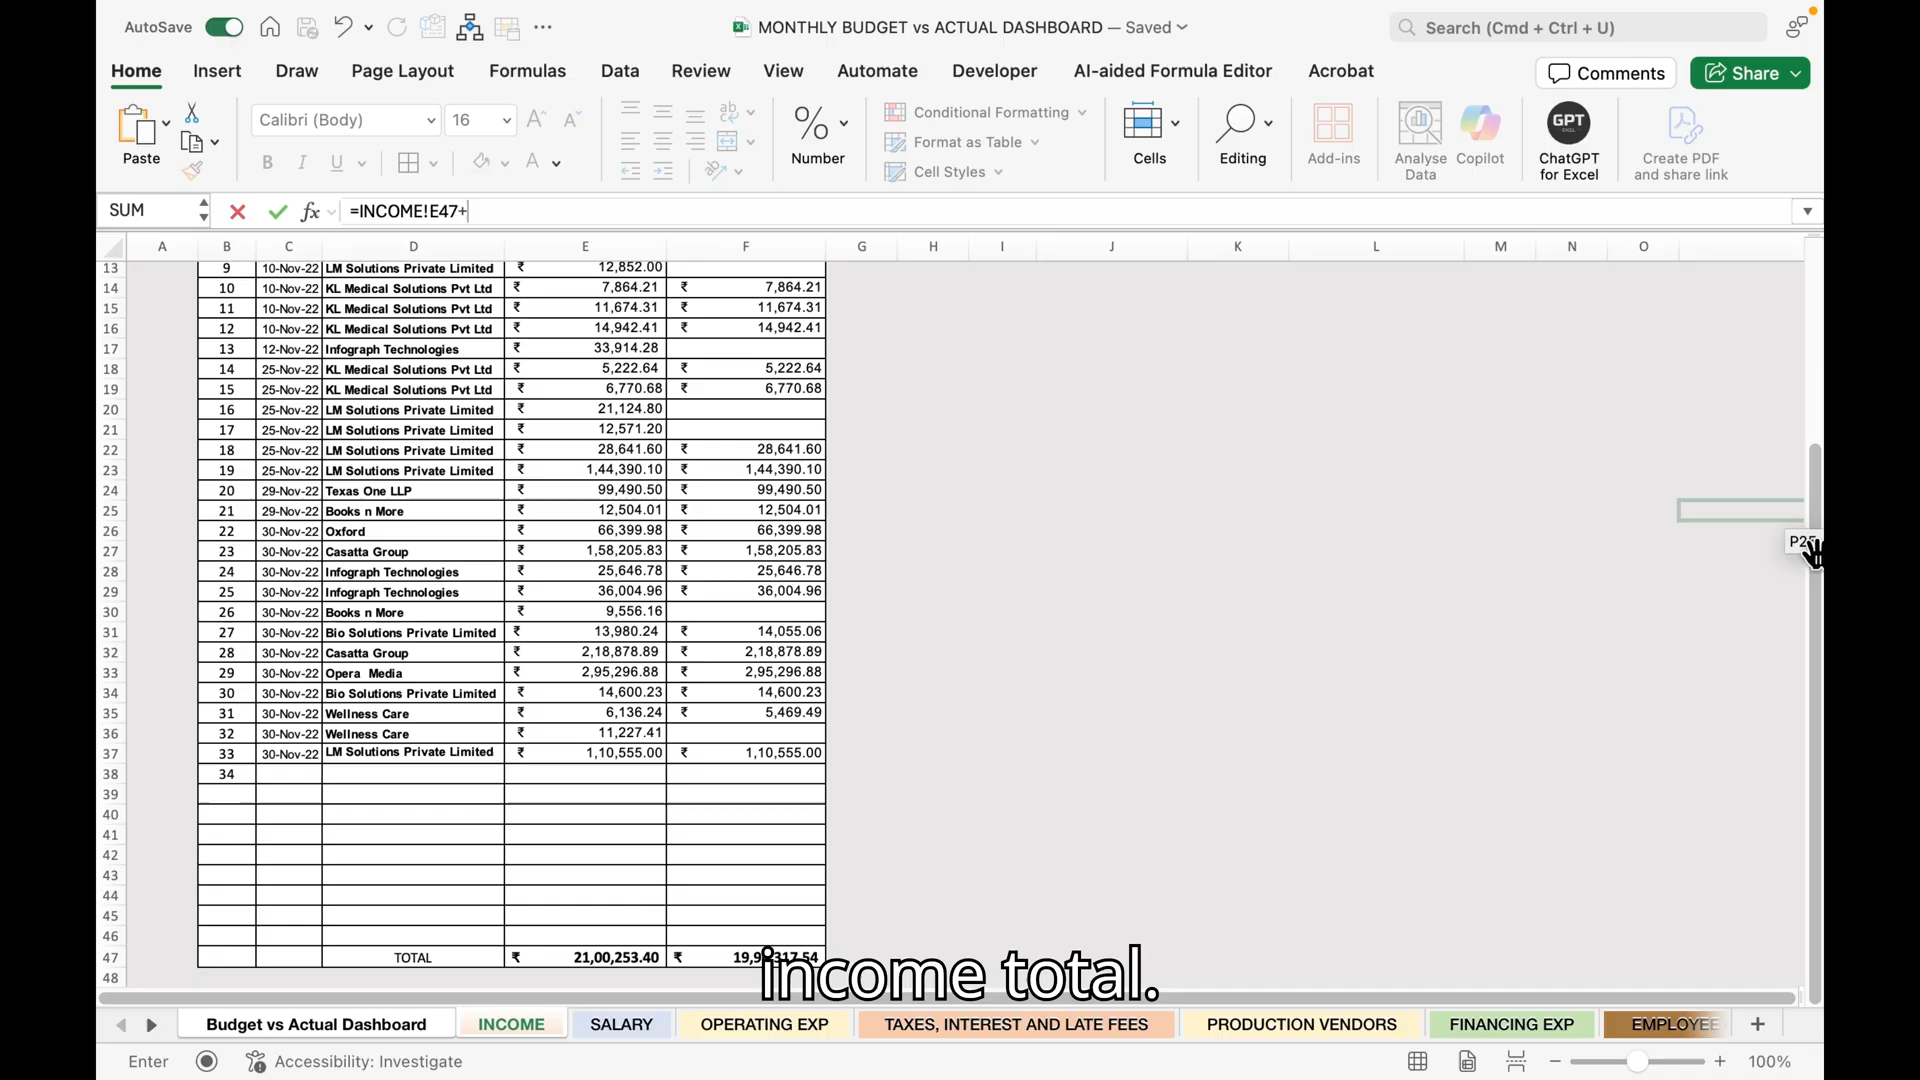 AutoSave
MONTHLY BUDGET vs ACTUAL DASHBOARD — Saved
Search (Cmd + Ctrl + U)
Home Insert Draw Page Layout Formulas Data Review View Automate Developer AI-aided Formula Editor Acrobat
Comments Share
Paste
Calibri (Body) 16
B I U
Number
Conditional Formatting
Format as Table
Cell Styles
Cells
Editing
Add-ins
Analyse Data
Copilot
GPT EXCEL
ChatGPT for Excel
Create PDF and share link
SUM fx =INCOME!E47+
A B C D E F G H I J K L M N O
13 9 10-Nov-22 LM Solutions Private Limited ₹ 12,852.00
14 10 10-Nov-22 KL Medical Solutions Pvt Ltd ₹ 7,864.21 ₹ 7,864.21
15 11 10-Nov-22 KL Medical Solutions Pvt Ltd ₹ 11,674.31 ₹ 11,674.31
16 12 10-Nov-22 KL Medical Solutions Pvt Ltd ₹ 14,942.41 ₹ 14,942.41
17 13 12-Nov-22 Infograph Technologies ₹ 33,914.28
18 14 25-Nov-22 KL Medical Solutions Pvt Ltd ₹ 5,222.64 ₹ 5,222.64
19 15 25-Nov-22 KL Medical Solutions Pvt Ltd ₹ 6,770.68 ₹ 6,770.68
20 16 25-Nov-22 LM Solutions Private Limited ₹ 21,124.80
21 17 25-Nov-22 LM Solutions Private Limited ₹ 12,571.20
22 18 25-Nov-22 LM Solutions Private Limited ₹ 28,641.60 ₹ 28,641.60
23 19 25-Nov-22 LM Solutions Private Limited ₹ 1,44,390.10 ₹ 1,44,390.10
24 20 29-Nov-22 Texas One LLP ₹ 99,490.50 ₹ 99,490.50
25 21 29-Nov-22 Books n More ₹ 12,504.01 ₹ 12,504.01
26 22 30-Nov-22 Oxford ₹ 66,399.98 ₹ 66,399.98
27 23 30-Nov-22 Casatta Group ₹ 1,58,205.83 ₹ 1,58,205.83
28 24 30-Nov-22 Infograph Technologies ₹ 25,646.78 ₹ 25,646.78
29 25 30-Nov-22 Infograph Technologies ₹ 36,004.96 ₹ 36,004.96
30 26 30-Nov-22 Books n More ₹ 9,556.16
31 27 30-Nov-22 Bio Solutions Private Limited ₹ 13,980.24 ₹ 14,055.06
32 28 30-Nov-22 Casatta Group ₹ 2,18,878.89 ₹ 2,18,878.89
33 29 30-Nov-22 Opera Media ₹ 2,95,296.88 ₹ 2,95,296.88
34 30 30-Nov-22 Bio Solutions Private Limited ₹ 14,600.23 ₹ 14,600.23
35 31 30-Nov-22 Wellness Care ₹ 6,136.24 ₹ 5,469.49
36 32 30-Nov-22 Wellness Care ₹ 11,227.41
37 33 30-Nov-22 LM Solutions Private Limited ₹ 1,10,555.00 ₹ 1,10,555.00
38 34
39
40
41
42
43
44
45
46
47 TOTAL ₹ 21,00,253.40 ₹
48
income total.
Budget vs Actual Dashboard INCOME SALARY OPERATING EXP TAXES, INTEREST AND LATE FEES PRODUCTION VENDORS FINANCING EXP EMPLOYEE
Enter Accessibility: Investigate 100%